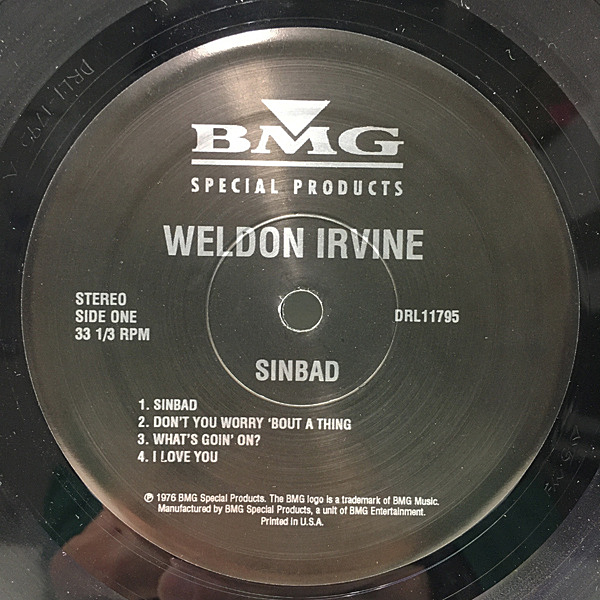 BMG
SPECIAL PRODUCTS
WELDON IRVINE
STEREO
SIDE ONE
33 1/3 RPM
DRL11795
SINBAD
1. SINBAD
2. DON'T YOU WORRY 'BOUT A THING
3. WHAT'S GOIN' ON?
4. I LOVE YOU
℗ 1976 BMG Special Products. The BMG logo is a trademark of BMG Music.
Manufactured by BMG Special Products, a unit of BMG Entertainment.
Printed in U.S.A.